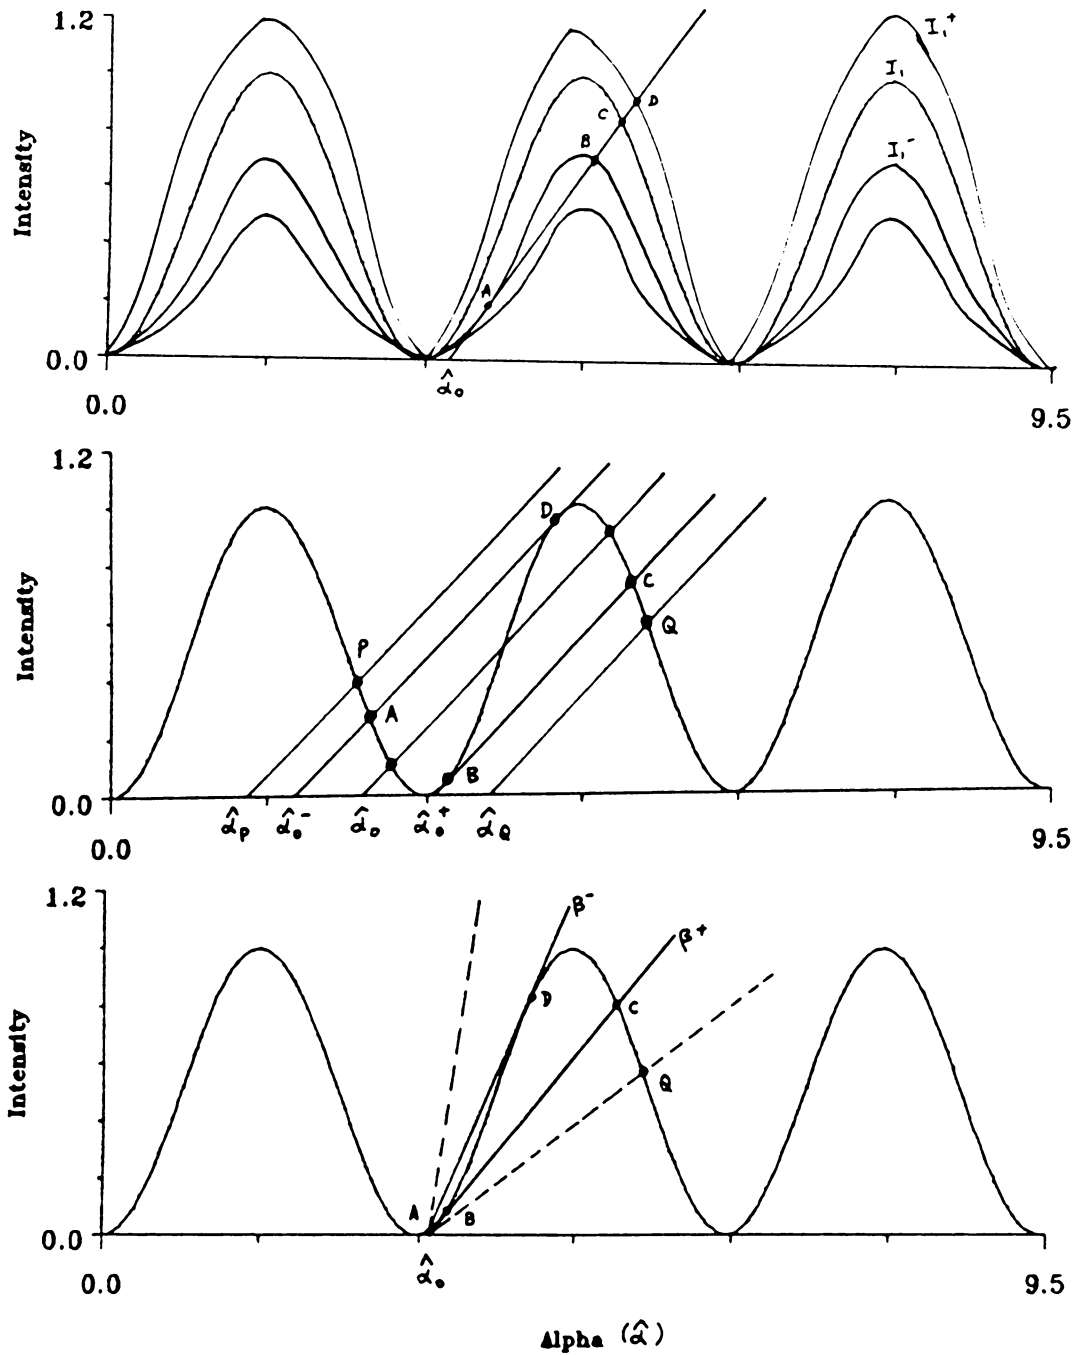 1.2
I₁⁺
I₁
D
C
B
I₁⁻
A
Intensity
0.0
α̂₀
0.0
9.5
1.2
D
C
Q
P
A
B
Intensity
0.0
α̂ₚ α̂₀⁻ α̂₀ α̂₀⁺ α̂Q
0.0
9.5
1.2
β⁻
β⁺
D
C
Q
A
B
Intensity
0.0
α̂₀
0.0
9.5
Alpha (α̂)